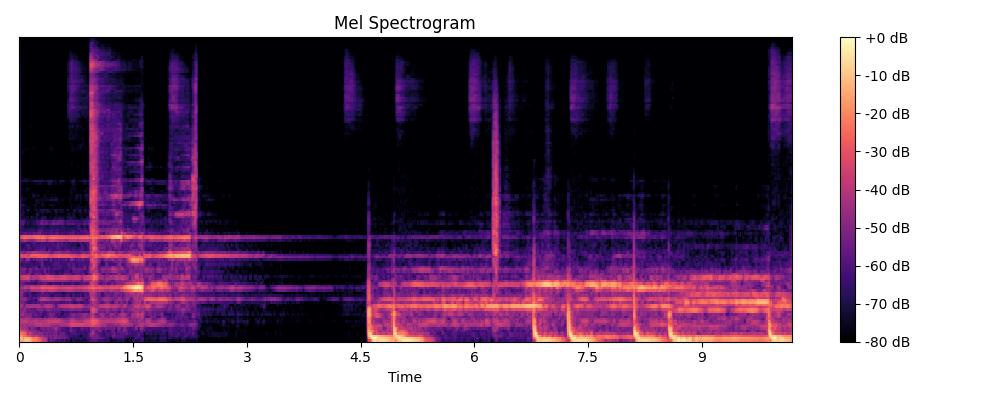 Mel Spectrogram
+0 dB
-10 dB
-20 dB
-30 dB
-40 dB
-50 dB
-60 dB
-70 dB
-80 dB
0 1.5 3 4.5 6 7.5 9
Time